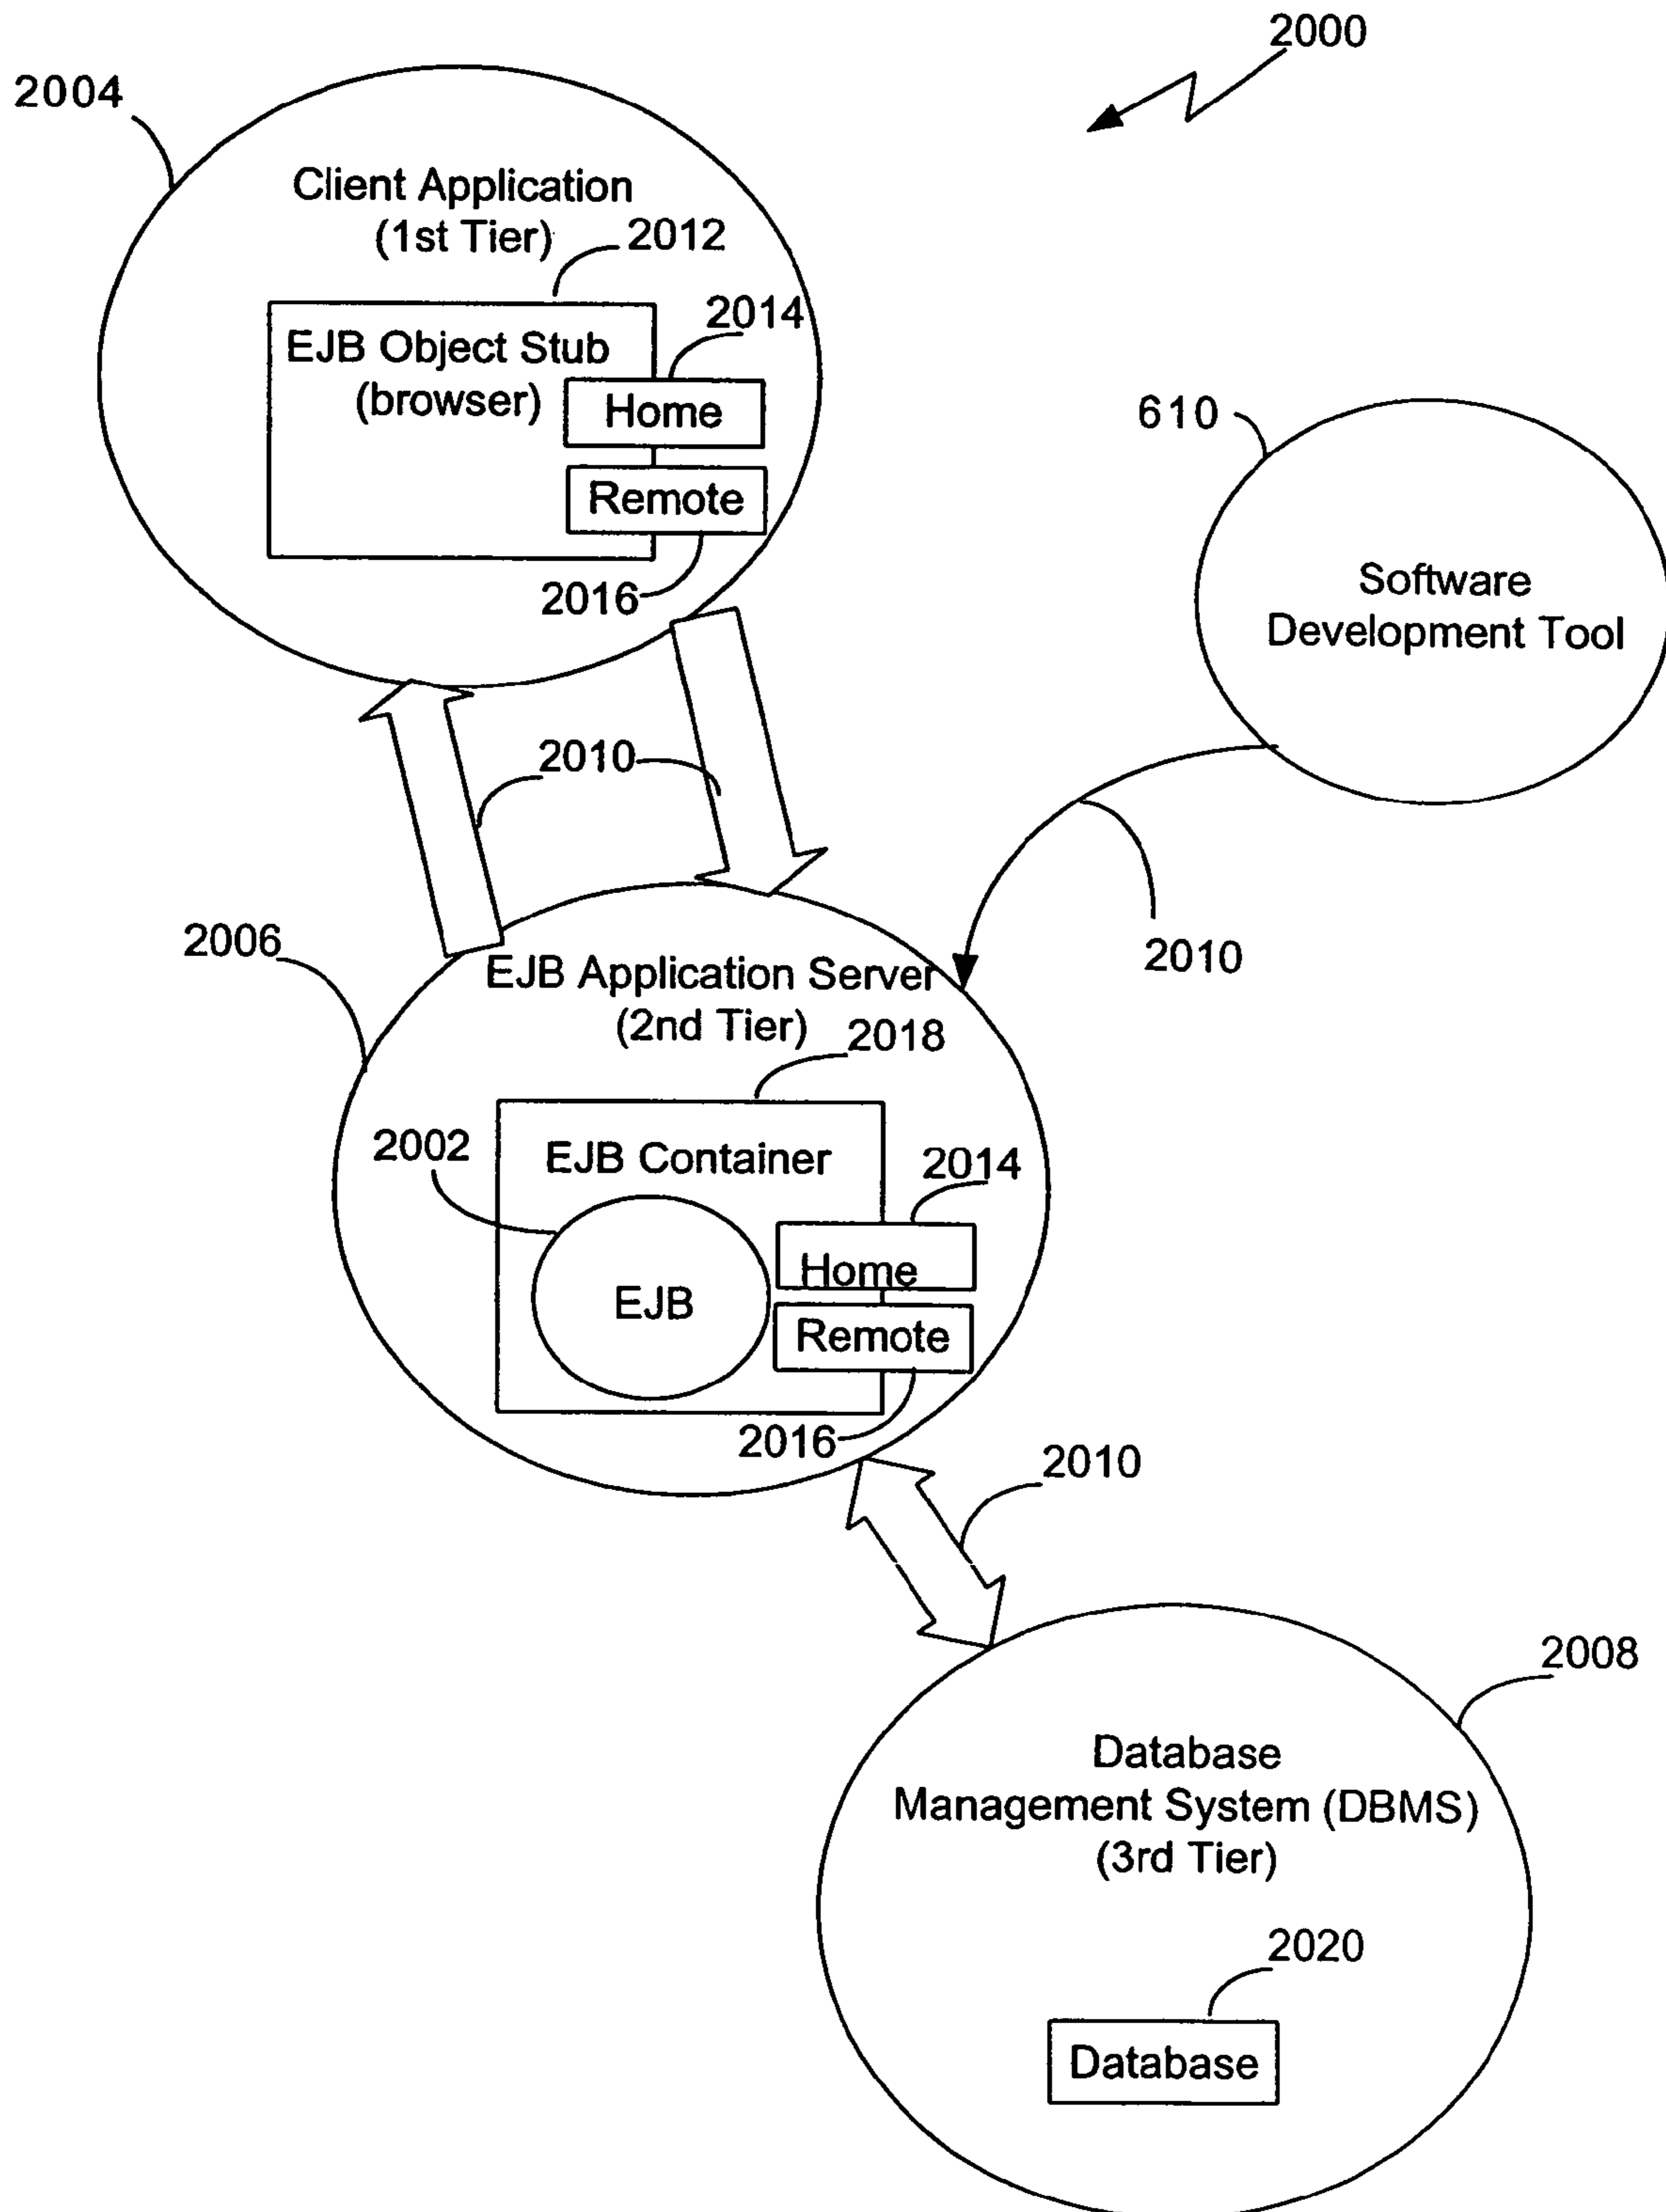 2000
2004
Client Application
(1st Tier)
2012
2014
EJB Object Stub
(browser)
Home
Remote
2016
610
Software
Development Tool
2010
2010
2006
EJB Application Server
(2nd Tier)
2018
2002
EJB Container
2014
Home
EJB
Remote
2016
2010
2008
Database
Management System (DBMS)
(3rd Tier)
2020
Database